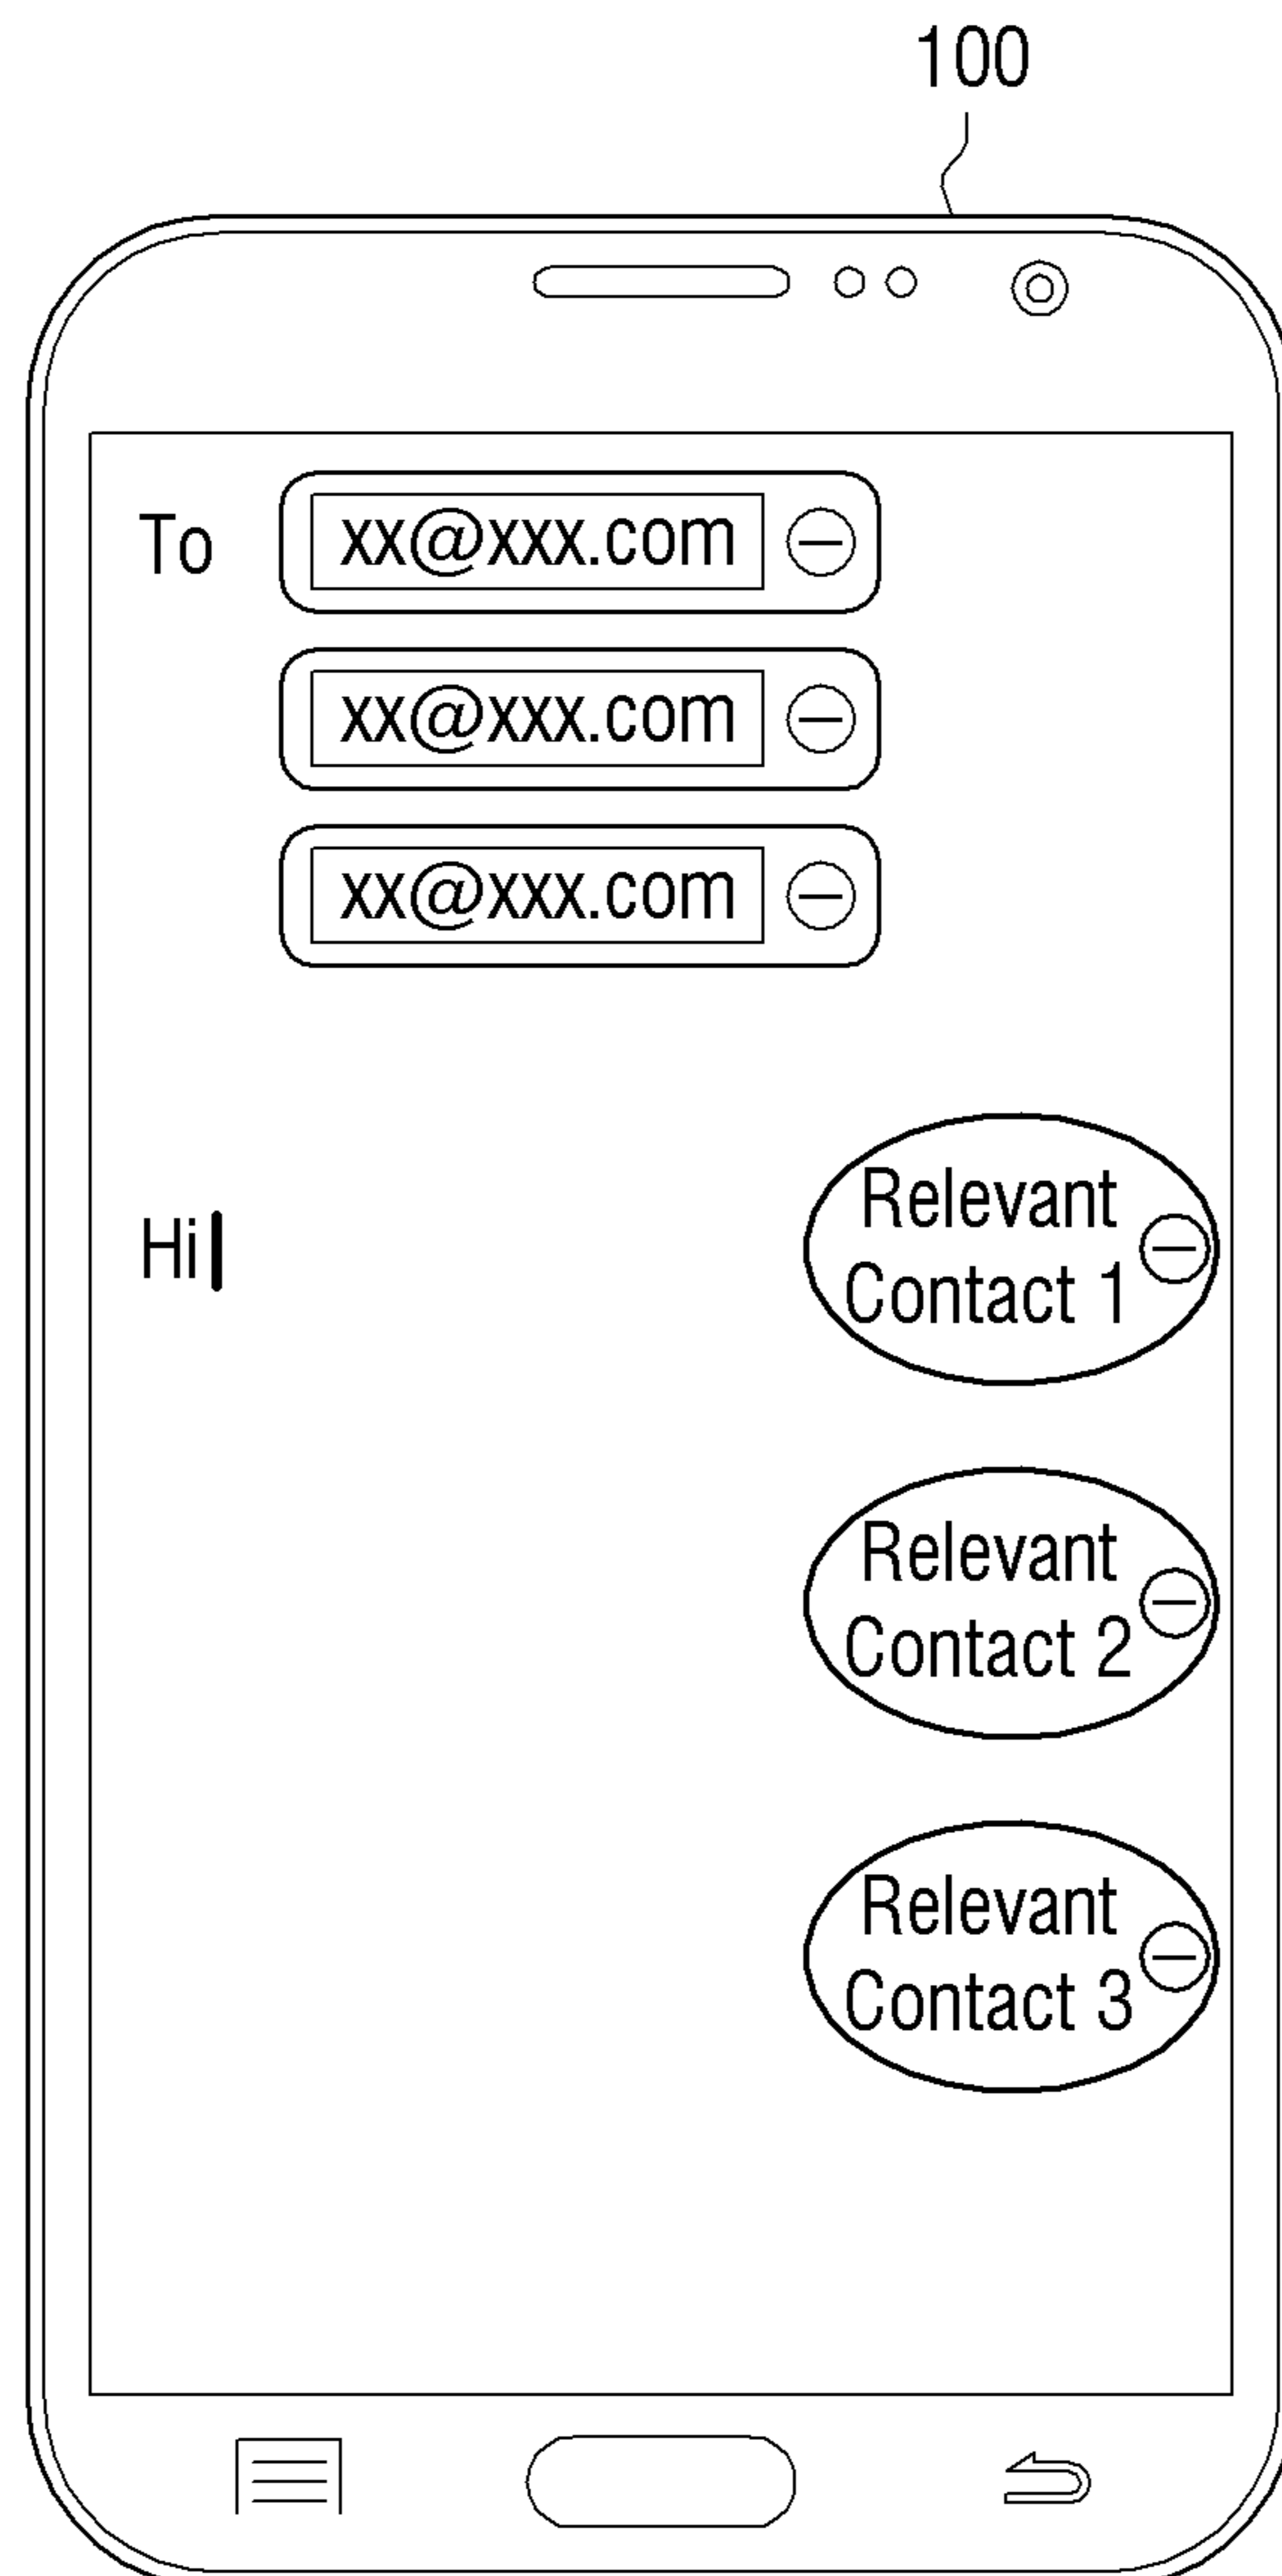 100
To xx@xxx.com
xx@xxx.com
xx@xxx.com
Hi
Relevant
Contact 1
Relevant
Contact 2
Relevant
Contact 3